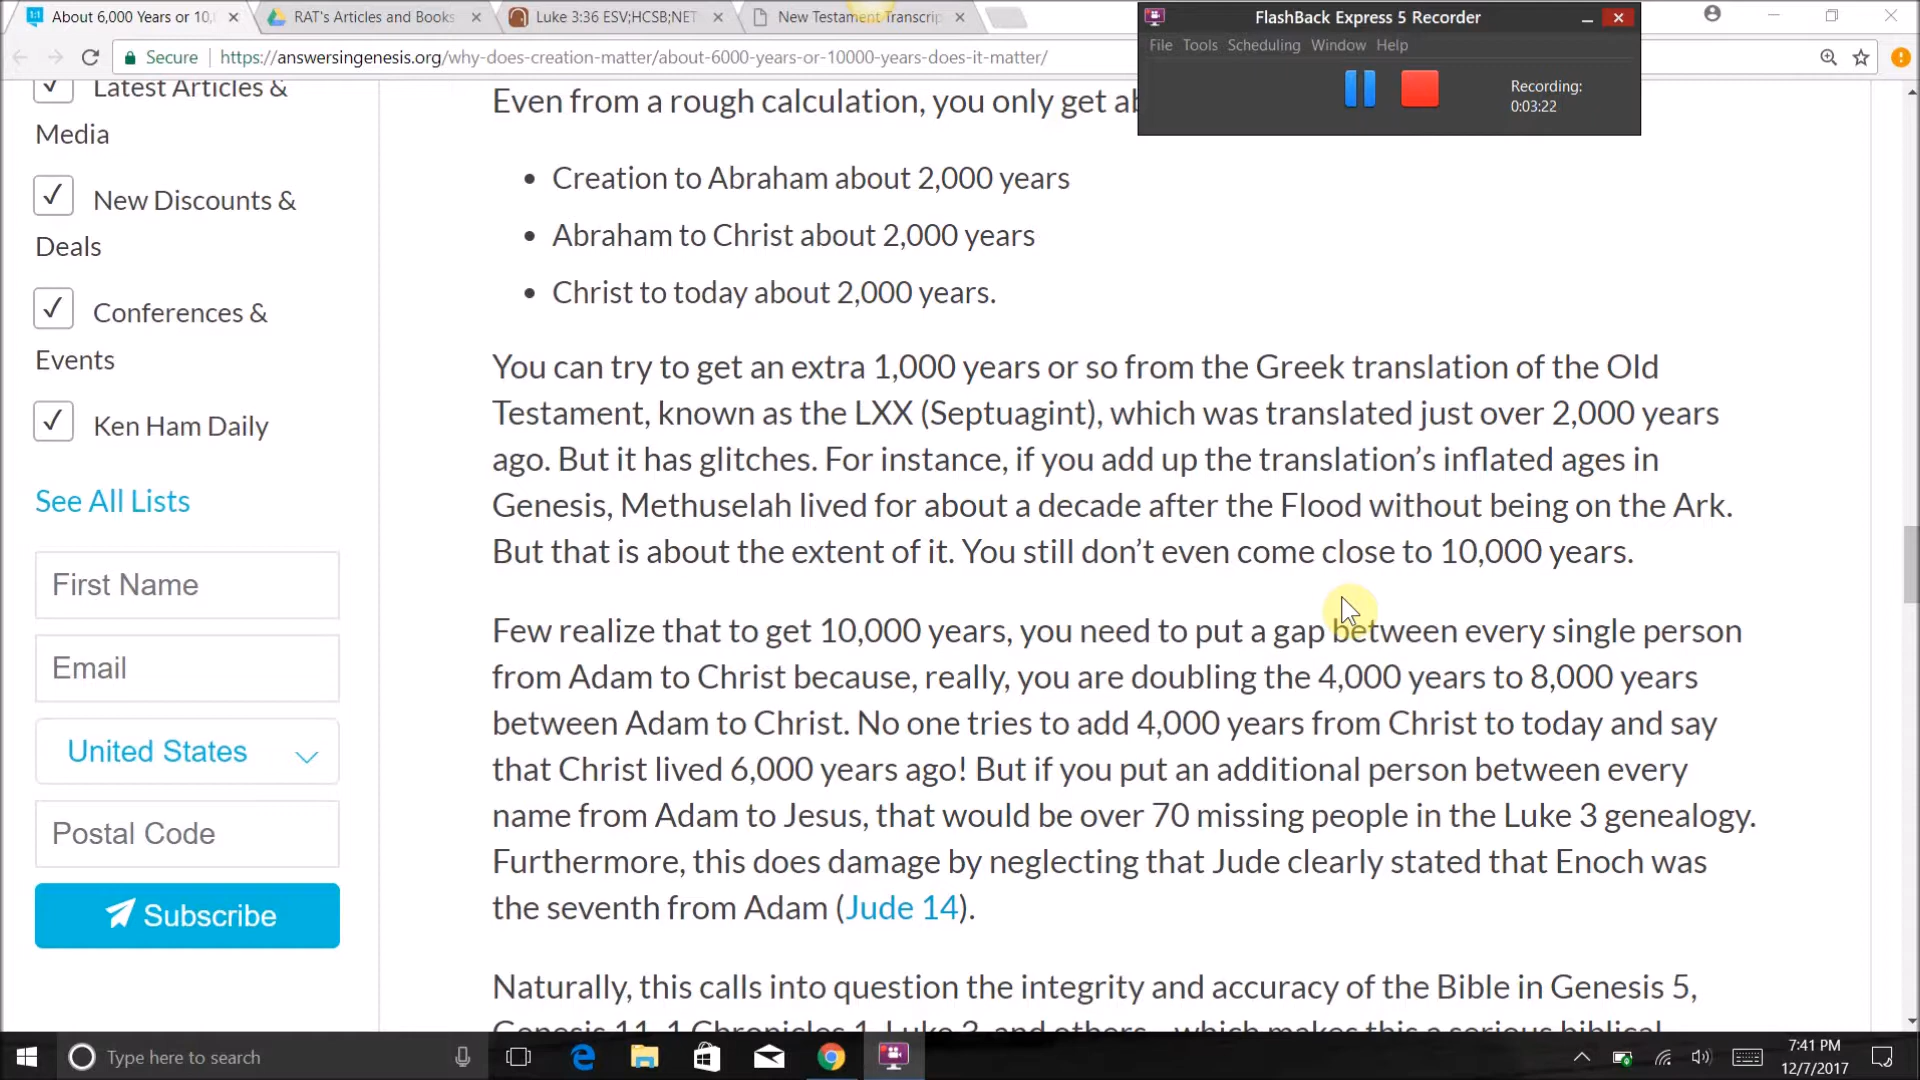 About 6,000 Years or 10,
RAT's Articles and Books
Luke 3:36 ESV;HCSB;NET
New Testament Transcrip
FlashBack Express 5 Recorder
File Tools Scheduling Window Help
Recording:
0:03:22
Secure https://answersingenesis.org/why-does-creation-matter/about-6000-years-or-10000-years-does-it-matter/
Latest Articles &
Media
New Discounts &
Deals
Conferences &
Events
Ken Ham Daily
See All Lists
First Name
Email
United States
Postal Code
Subscribe
Even from a rough calculation, you only get
• Creation to Abraham about 2,000 years
• Abraham to Christ about 2,000 years
• Christ to today about 2,000 years.
You can try to get an extra 1,000 years or so from the Greek translation of the Old
Testament, known as the LXX (Septuagint), which was translated just over 2,000 years
ago. But it has glitches. For instance, if you add up the translation’s inflated ages in
Genesis, Methuselah lived for about a decade after the Flood without being on the Ark.
But that is about the extent of it. You still don’t even come close to 10,000 years.
Few realize that to get 10,000 years, you need to put a gap between every single person
from Adam to Christ because, really, you are doubling the 4,000 years to 8,000 years
between Adam to Christ. No one tries to add 4,000 years from Christ to today and say
that Christ lived 6,000 years ago! But if you put an additional person between every
name from Adam to Jesus, that would be over 70 missing people in the Luke 3 genealogy.
Furthermore, this does damage by neglecting that Jude clearly stated that Enoch was
the seventh from Adam (Jude 14).
Naturally, this calls into question the integrity and accuracy of the Bible in Genesis 5,
Genesis 11, 1 Chronicles 1, Luke 3, and others—which makes this a serious biblical
Type here to search
7:41 PM
12/7/2017